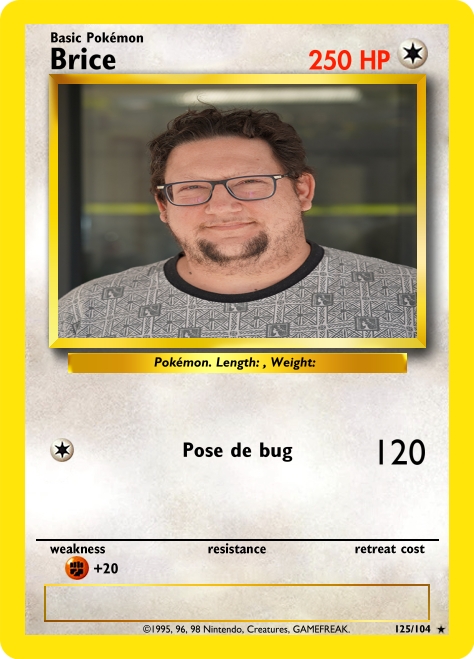 Basic Pokémon
Brice 250 HP
Pokémon. Length: , Weight:
Pose de bug 120
weakness resistance retreat cost
+20
©1995, 96, 98 Nintendo, Creatures, GAMEFREAK. 125/104 ★